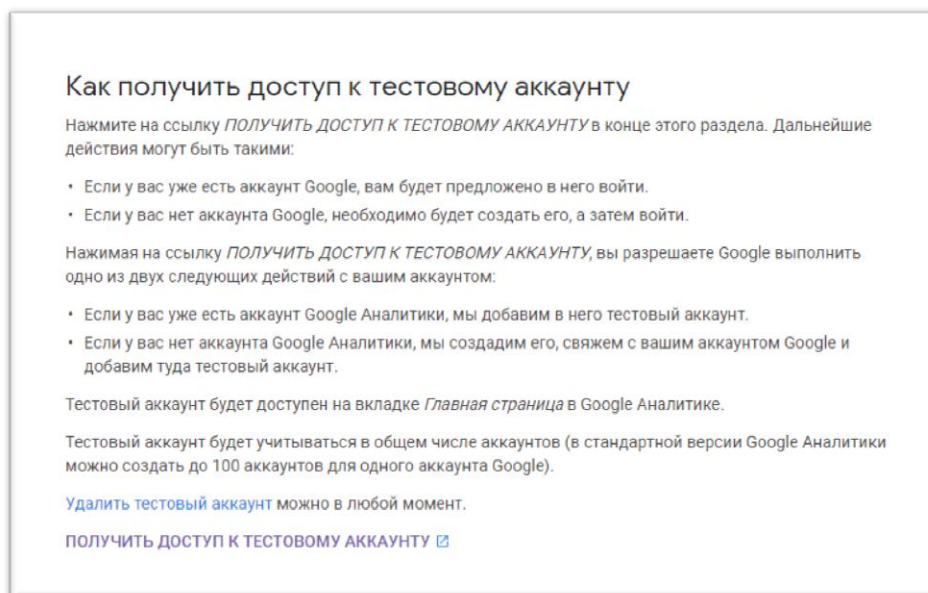 Как получить доступ к тестовому аккаунту
Нажмите на ссылку ПОЛУЧИТЬ ДОСТУП К ТЕСТОВОМУ АККАУНТУ в конце этого раздела. Дальнейшие
действия могут быть такими:
• Если у вас уже есть аккаунт Google, вам будет предложено в него войти.
• Если у вас нет аккаунта Google, необходимо будет создать его, а затем войти.
Нажимая на ссылку ПОЛУЧИТЬ ДОСТУП К ТЕСТОВОМУ АККАУНТУ, вы разрешаете Google выполнить
одно из двух следующих действий с вашим аккаунтом:
• Если у вас уже есть аккаунт Google Аналитики, мы добавим в него тестовый аккаунт.
• Если у вас нет аккаунта Google Аналитики, мы создадим его, свяжем с вашим аккаунтом Google и
добавим туда тестовый аккаунт.
Тестовый аккаунт будет доступен на вкладке Главная страница в Google Аналитике.
Тестовый аккаунт будет учитываться в общем числе аккаунтов (в стандартной версии Google Аналитики
можно создать до 100 аккаунтов для одного аккаунта Google).
Удалить тестовый аккаунт можно в любой момент.
ПОЛУЧИТЬ ДОСТУП К ТЕСТОВОМУ АККАУНТУ